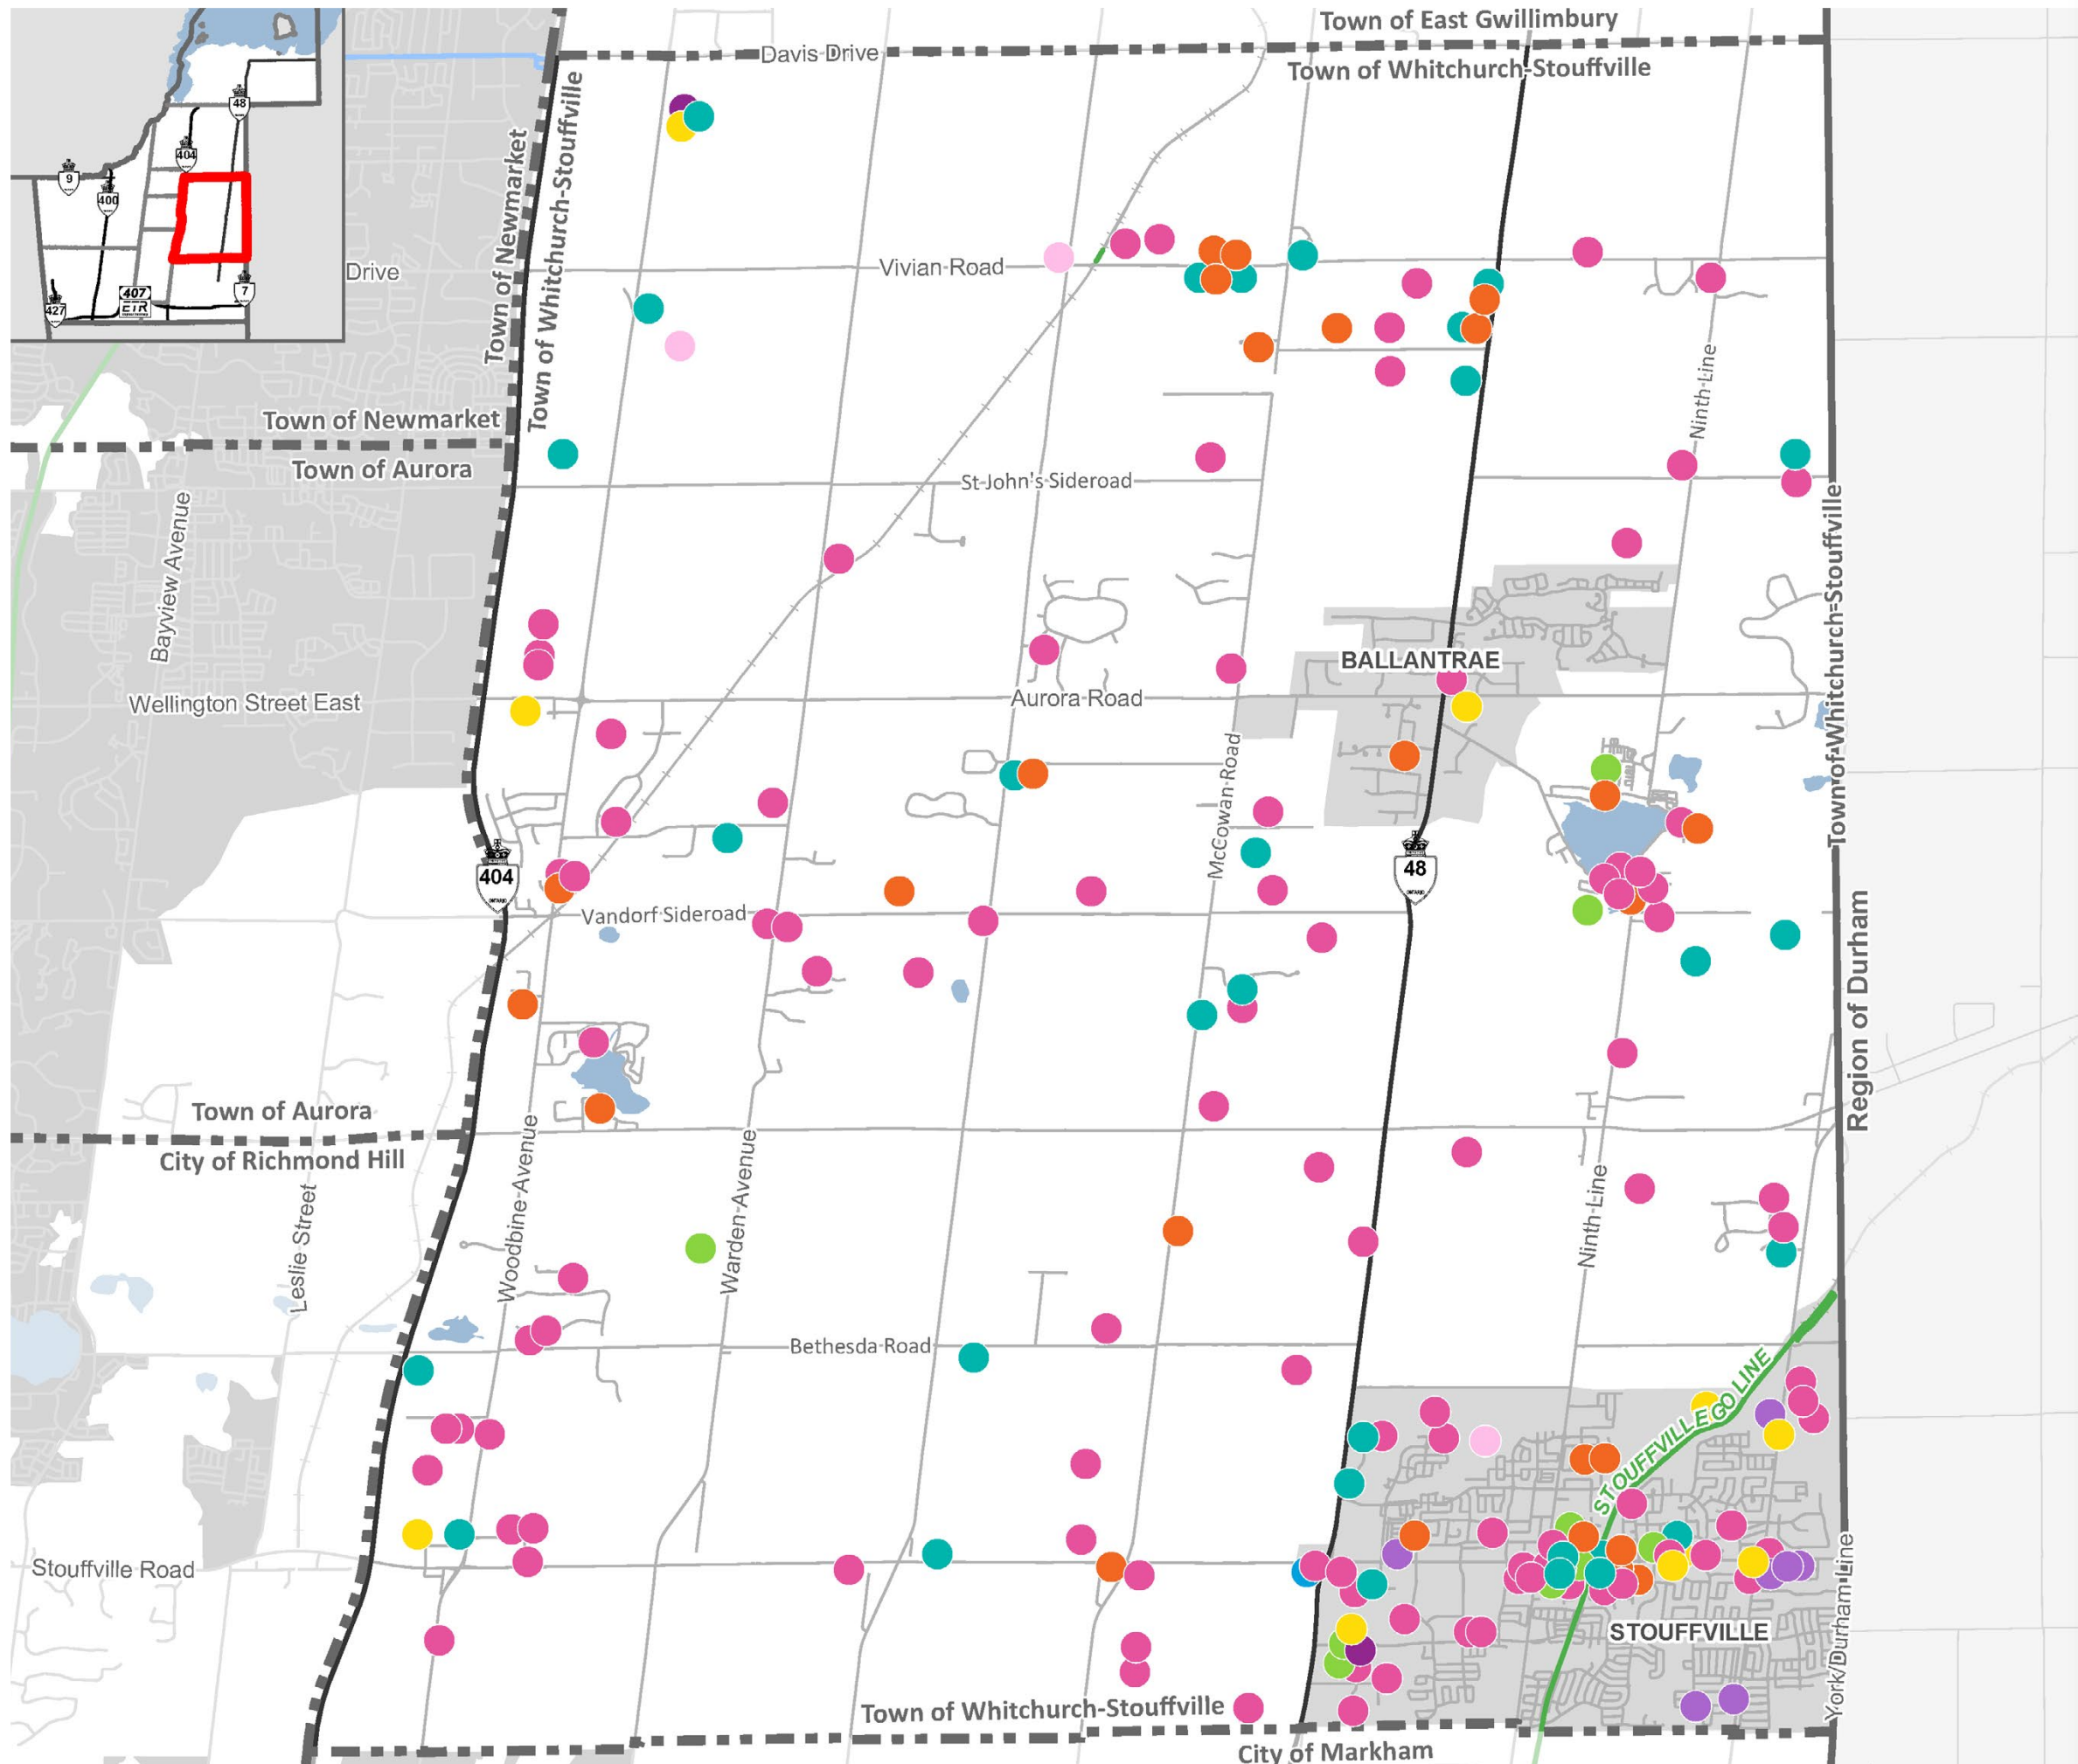 Town of East Gwillimbury
Davis Drive
Town of Whitchurch-Stouffville
48
404
9
400
407
ETR
7
427
Drive
Town of Newmarket
Town of Whitchurch-Stouffville
Vivian Road
Ninth Line
Town of Newmarket
Town of Aurora
St John's Sideroad
Bayview Avenue
Town of Whitchurch-Stouffville
BALLANTRAE
Wellington Street East
Aurora Road
McCowan Road
404
ONTARIO
48
ONTARIO
Vandorf Sideroad
Region of Durham
Town of Aurora
City of Richmond Hill
Leslie Street
Woodbine Avenue
Warden Avenue
Ninth Line
Bethesda Road
STOUFFVILLE GO LINE
Stouffville Road
STOUFFVILLE
York/Durham Line
Town of Whitchurch-Stouffville
City of Markham